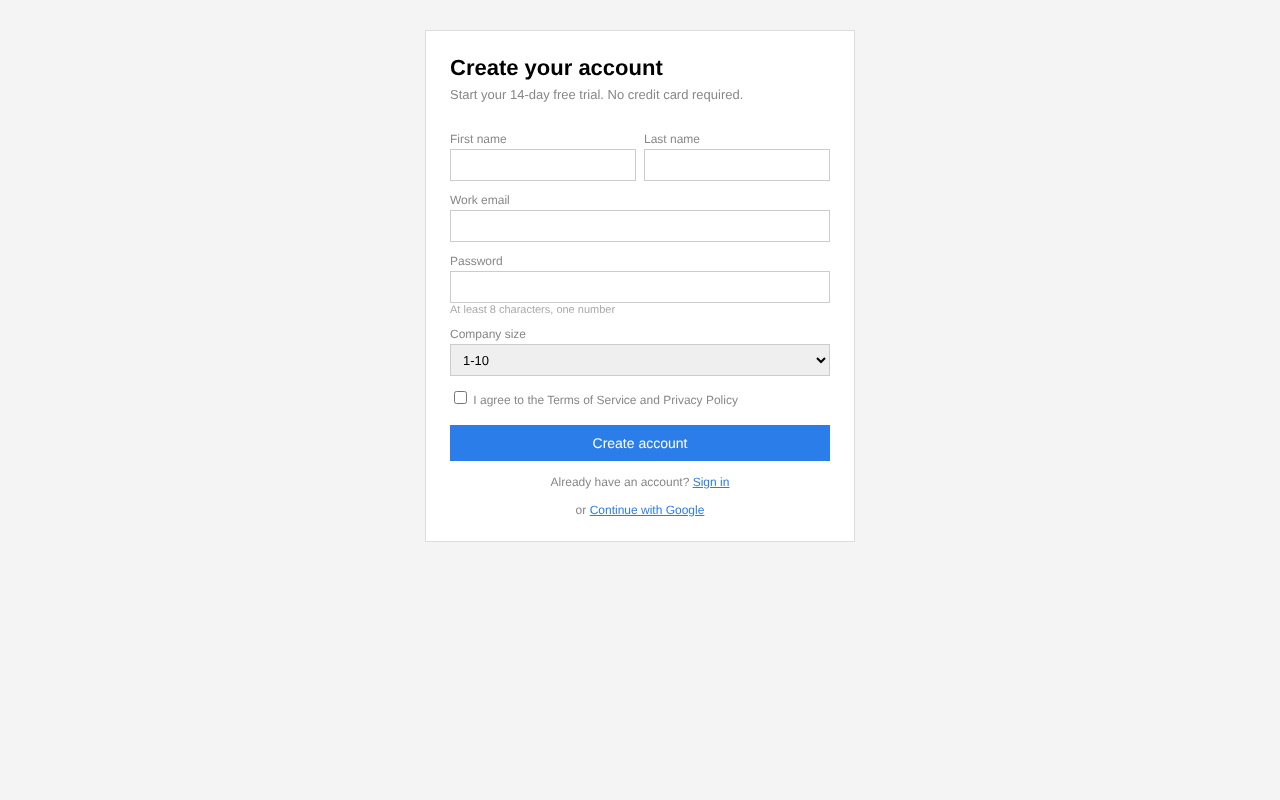 Create your account
Start your 14-day free trial. No credit card required.
First name Last name
Work email
Password
At least 8 characters, one number
Company size
1-10
I agree to the Terms of Service and Privacy Policy
Create account
Already have an account? Sign in
or Continue with Google